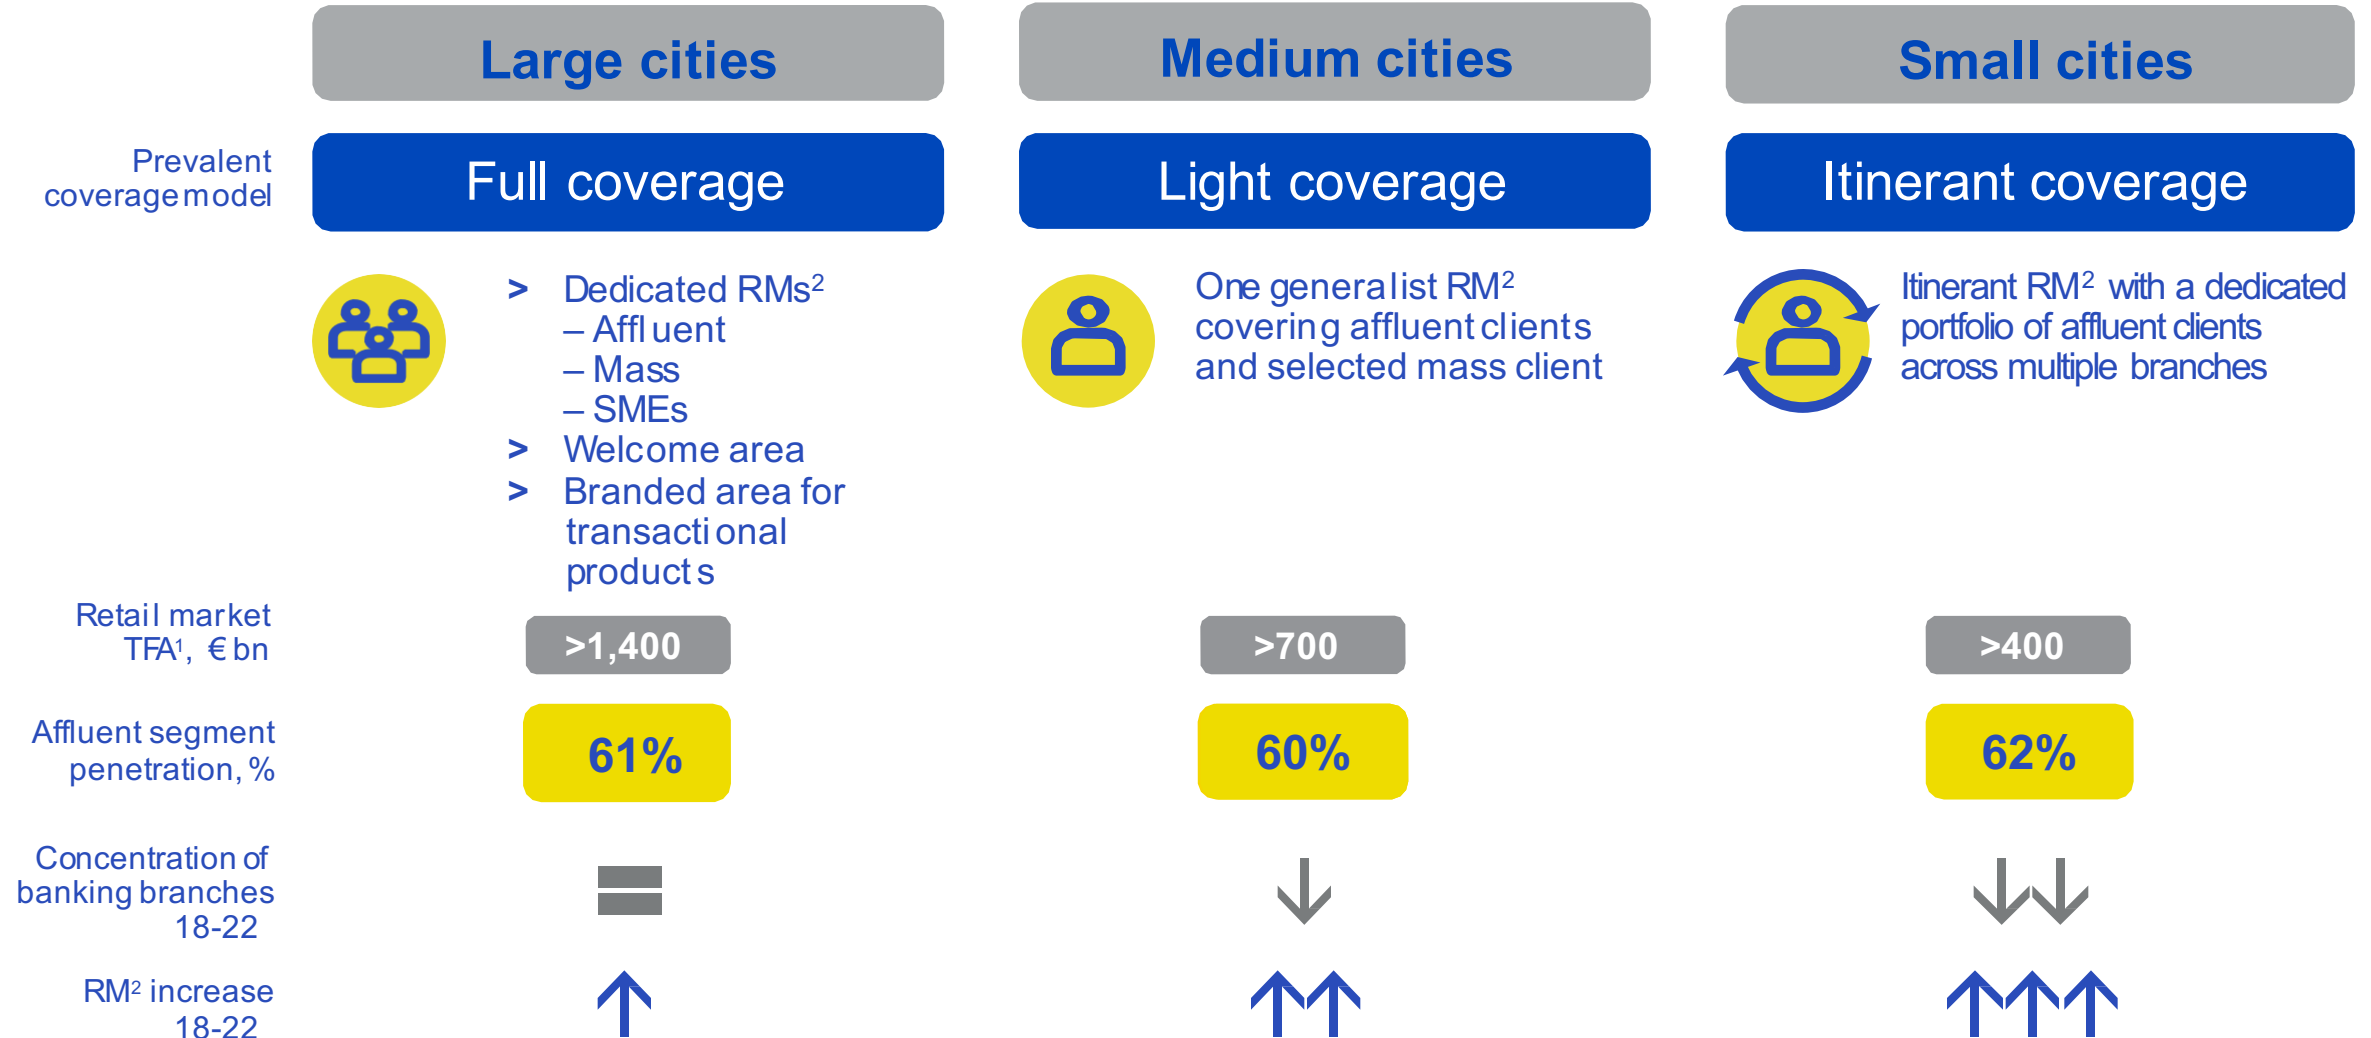 Large cities
Medium cities
Small cities
Prevalent
coverage model
Full coverage
Light coverage
Itinerant coverage
> Dedicated RMs²
– Affluent
– Mass
– SMEs
> Welcome area
> Branded area for
transactional
products
One generalist RM²
covering affluent clients
and selected mass client
Itinerant RM² with a dedicated
portfolio of affluent clients
across multiple branches
Retail market
TFA¹, € bn
>1,400
>700
>400
Affluent segment
penetration, %
61%
60%
62%
Concentration of
banking branches
18-22
RM² increase
18-22